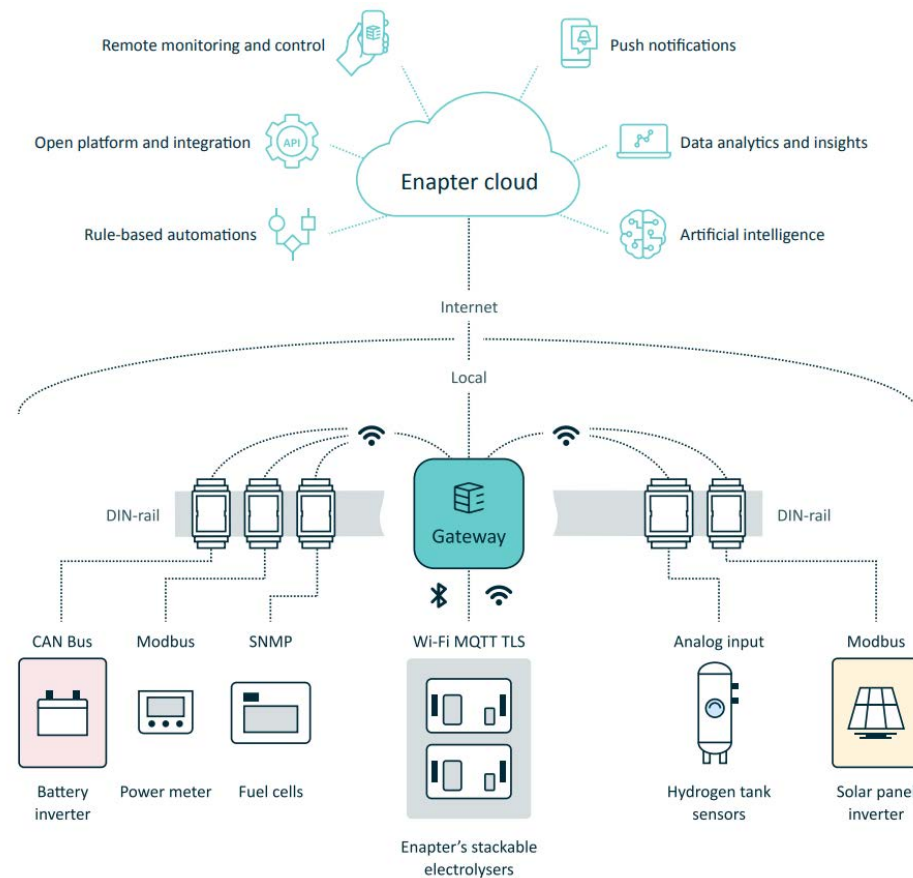 Remote monitoring and control
Push notifications
Open platform and integration
API
Data analytics and insights
Enapter cloud
Rule-based automations
Artificial intelligence
Internet
Local
DIN-rail
Gateway
DIN-rail
CAN Bus
Modbus
SNMP
Wi-Fi MQTT TLS
Analog input
Modbus
Battery
inverter
Power meter
Fuel cells
Hydrogen tank
sensors
Solar panel
inverter
Enapter's stackable
electrolysers